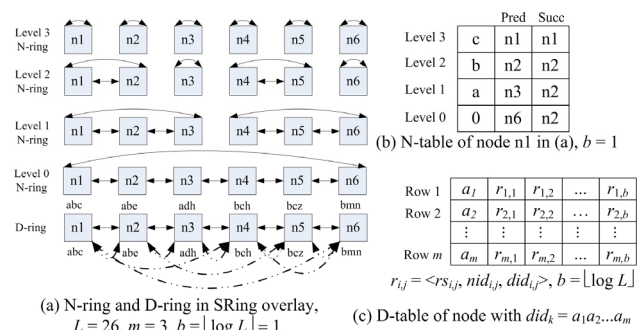 Level 3
N-ring
n1 n2 n3 n4 n5 n6
Level 2
N-ring
n1 n2 n3 n4 n5 n6
Level 1
N-ring
n1 n2 n3 n4 n5 n6
Level 0
N-ring
n1 n2 n3 n4 n5 n6
abc abe adh bch bcz bmn
D-ring
n1 n2 n3 n4 n5 n6
abc abe adh bch bcz bmn
(a) N-ring and D-ring in SRing overlay,
L = 26, m = 3, b = ⌊log L⌋ = 1.
Pred Succ
Level 3 c n1 n1
Level 2 b n2 n2
Level 1 a n3 n2
Level 0 0 n6 n2
(b) N-table of node n1 in (a), b = 1
Row 1 a₁ r₁,₁ r₁,₂ ... r₁,b
Row 2 a₂ r₂,₁ r₂,₂ ... r₂,b
⋮ ⋮ ⋮ ⋮ ⋮
Row m aₘ rₘ,₁ rₘ,₂ ... rₘ,b
rᵢ,ⱼ = <rsᵢ,ⱼ, nidᵢ,ⱼ, didᵢ,ⱼ>, b = ⌊log L⌋
(c) D-table of node with didₖ = a₁a₂...aₘ